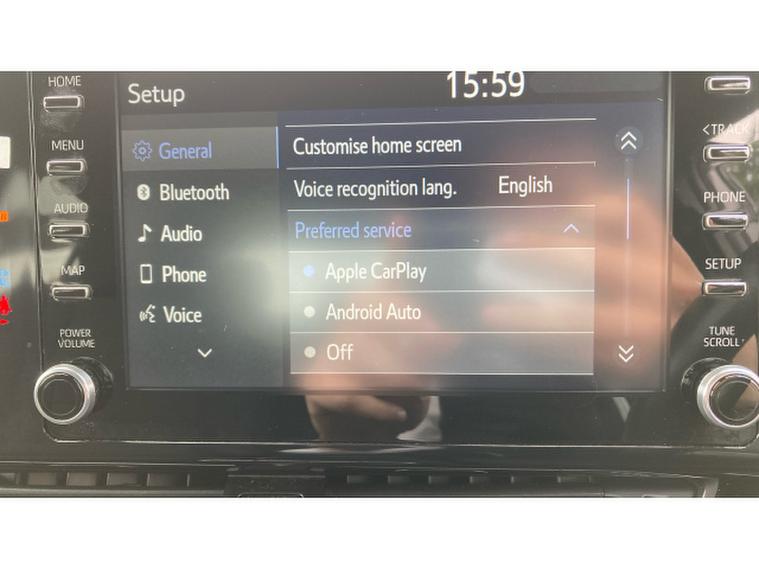 HOME
MENU
AUDIO
MAP
POWER
VOLUME
Setup
15:59
General
Bluetooth
Audio
Phone
Voice
Customise home screen
Voice recognition lang. English
Preferred service
Apple CarPlay
Android Auto
Off
<TRACK
PHONE
SETUP
TUNE
SCROLL